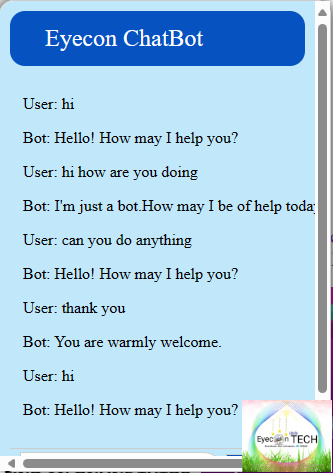 Eyecon ChatBot
User: hi
Bot: Hello! How may I help you?
User: hi how are you doing
Bot: I'm just a bot.How may I be of help toda
User: can you do anything
Bot: Hello! How may I help you?
User: thank you
Bot: You are warmly welcome.
User: hi
Bot: Hello! How may I help you?
Eyecon TECH